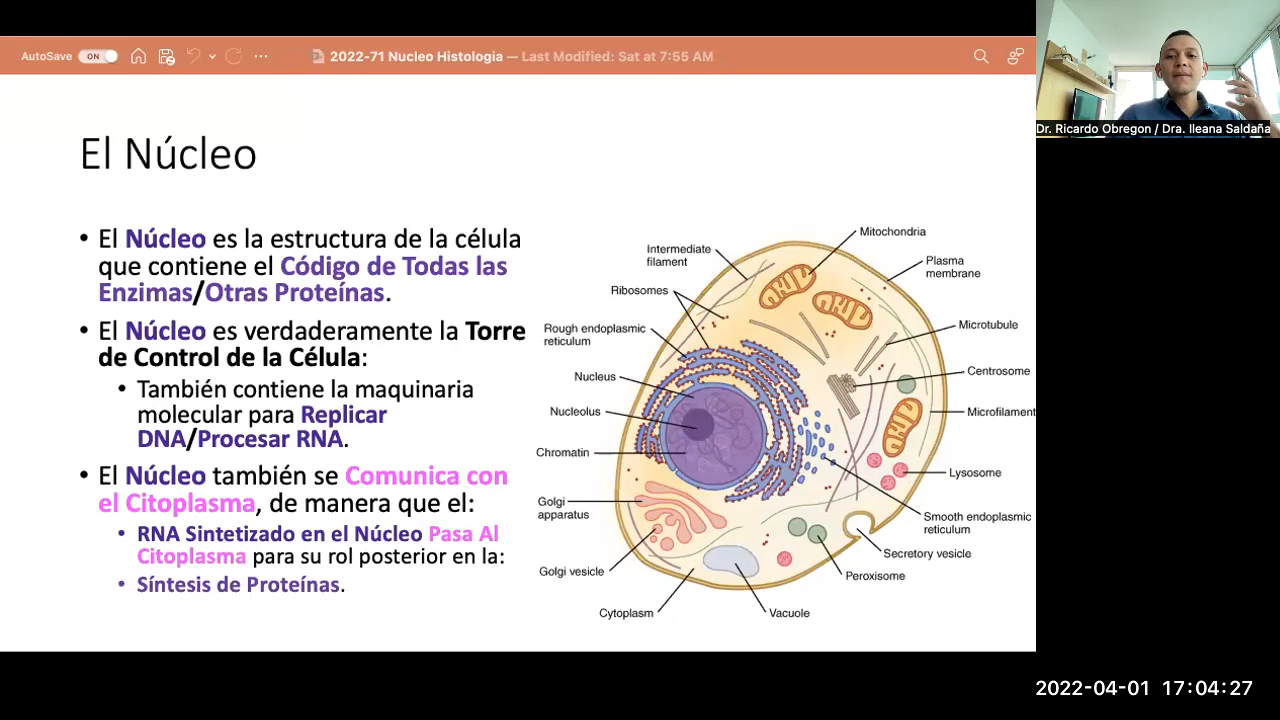 AutoSave ON 2022-71 Nucleo Histologia — Last Modified: Sat at 7:55 AM
Dr. Ricardo Obregon / Dra. Ileana Saldaña
El Núcleo
• El Núcleo es la estructura de la célula
que contiene el Código de Todas las
Enzimas/Otras Proteínas.
• El Núcleo es verdaderamente la Torre
de Control de la Célula:
• También contiene la maquinaria
molecular para Replicar
DNA/Procesar RNA.
• El Núcleo también se Comunica con
el Citoplasma, de manera que el:
• RNA Sintetizado en el Núcleo Pasa Al
Citoplasma para su rol posterior en la:
• Síntesis de Proteínas.
Intermediate
filament
Ribosomes
Rough endoplasmic
reticulum
Nucleus
Nucleolus
Chromatin
Golgi
apparatus
Golgi vesicle
Cytoplasm
Mitochondria
Plasma
membrane
Microtubule
Centrosome
Microfilament
Lysosome
Smooth endoplasmic
reticulum
Secretory vesicle
Peroxisome
Vacuole
2022-04-01 17:04:27